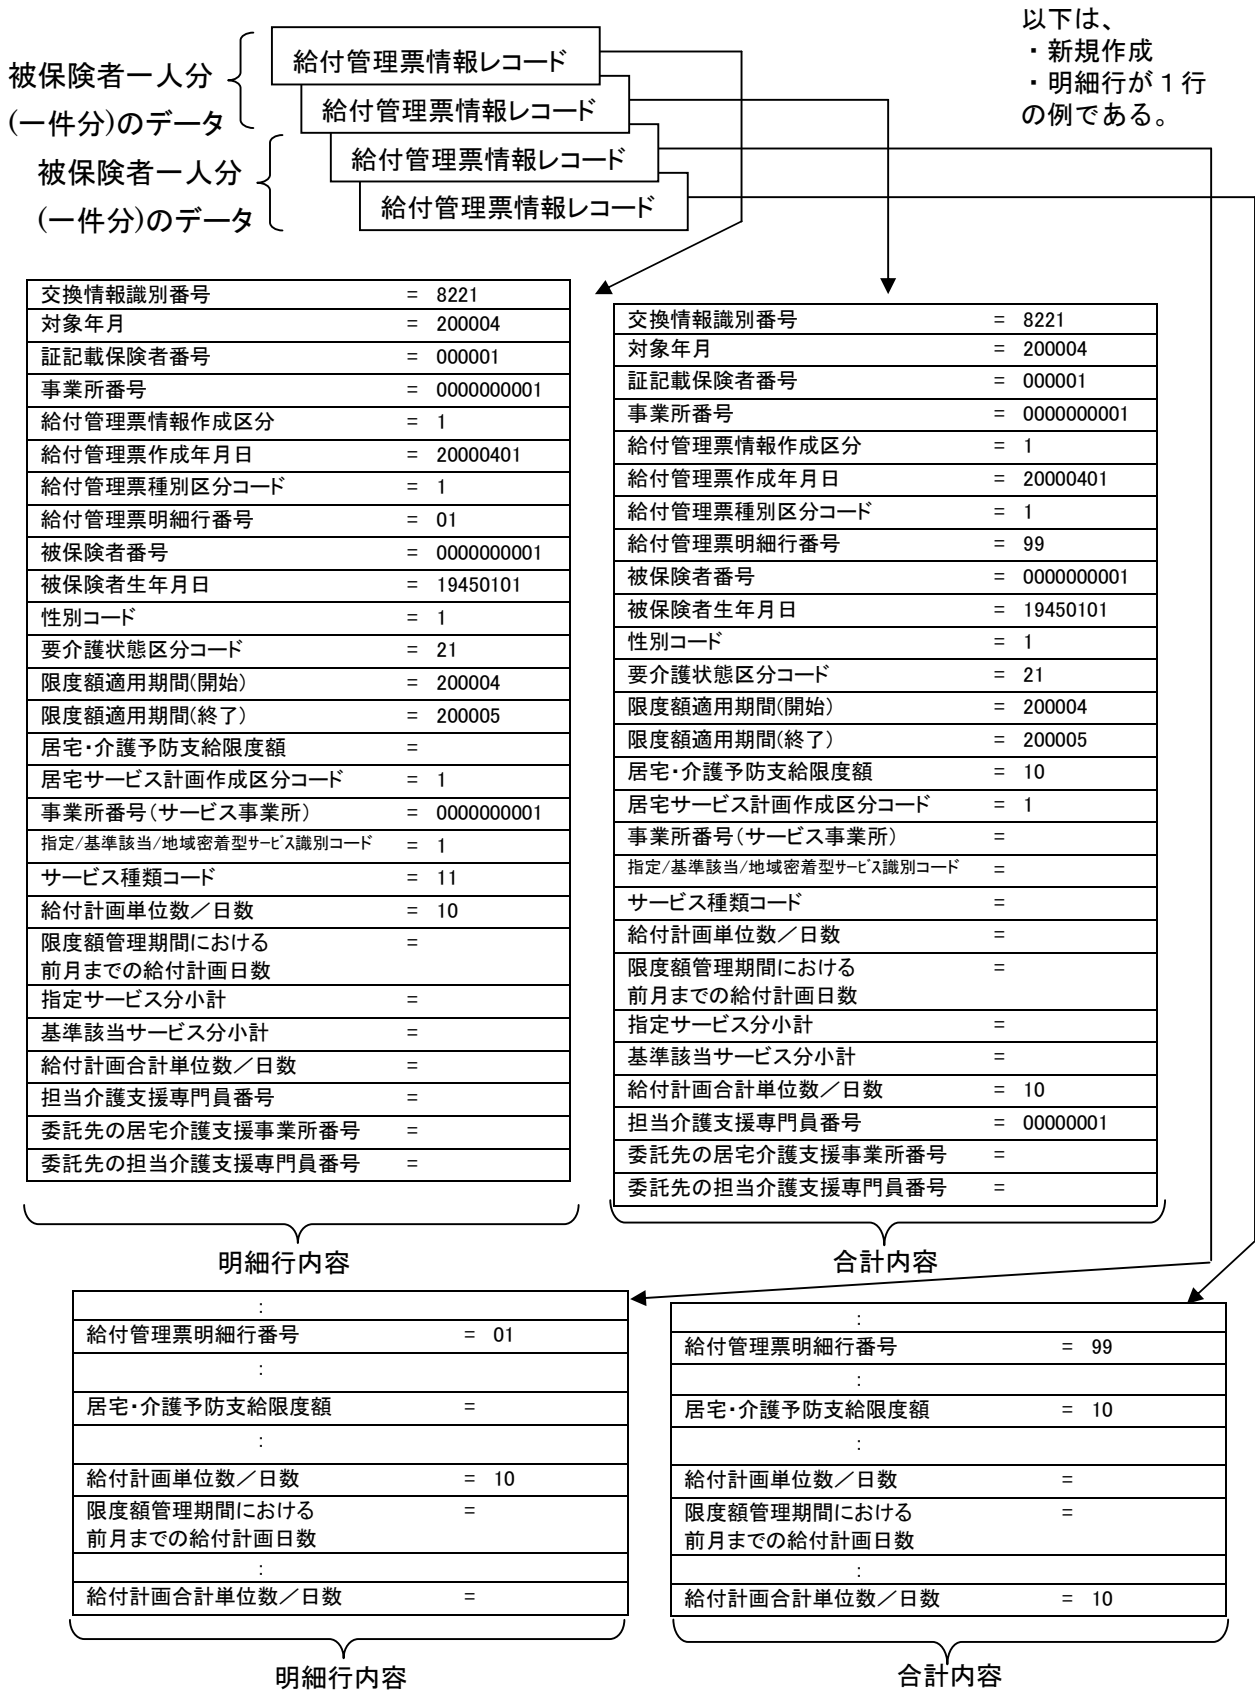 以下は、
・新規作成
・明細行が１行
の例である。
被保険者一人分
(一件分)のデータ
被保険者一人分
(一件分)のデータ
給付管理票情報レコード
給付管理票情報レコード
給付管理票情報レコード
給付管理票情報レコード
交換情報識別番号 = 8221
対象年月 = 200004
証記載保険者番号 = 000001
事業所番号 = 0000000001
給付管理票情報作成区分 = 1
給付管理票作成年月日 = 20000401
給付管理票種別区分コード = 1
給付管理票明細行番号 = 01
被保険者番号 = 0000000001
被保険者生年月日 = 19450101
性別コード = 1
要介護状態区分コード = 21
限度額適用期間(開始) = 200004
限度額適用期間(終了) = 200005
居宅・介護予防支給限度額 =
居宅サービス計画作成区分コード = 1
事業所番号（サービス事業所） = 0000000001
指定/基準該当/地域密着型ｻｰﾋﾞｽ識別コード = 1
サービス種類コード = 11
給付計画単位数／日数 = 10
限度額管理期間における =
前月までの給付計画日数
指定サービス分小計 =
基準該当サービス分小計 =
給付計画合計単位数／日数 =
担当介護支援専門員番号 =
委託先の居宅介護支援事業所番号 =
委託先の担当介護支援専門員番号 =
明細行内容
交換情報識別番号 = 8221
対象年月 = 200004
証記載保険者番号 = 000001
事業所番号 = 0000000001
給付管理票情報作成区分 = 1
給付管理票作成年月日 = 20000401
給付管理票種別区分コード = 1
給付管理票明細行番号 = 99
被保険者番号 = 0000000001
被保険者生年月日 = 19450101
性別コード = 1
要介護状態区分コード = 21
限度額適用期間(開始) = 200004
限度額適用期間(終了) = 200005
居宅・介護予防支給限度額 = 10
居宅サービス計画作成区分コード = 1
事業所番号（サービス事業所） =
指定/基準該当/地域密着型ｻｰﾋﾞｽ識別コード =
サービス種類コード =
給付計画単位数／日数 =
限度額管理期間における =
前月までの給付計画日数
指定サービス分小計 =
基準該当サービス分小計 =
給付計画合計単位数／日数 = 10
担当介護支援専門員番号 = 00000001
委託先の居宅介護支援事業所番号 =
委託先の担当介護支援専門員番号 =
合計内容
:
給付管理票明細行番号 = 01
:
居宅・介護予防支給限度額 =
:
給付計画単位数／日数 = 10
限度額管理期間における =
前月までの給付計画日数
:
給付計画合計単位数／日数 =
明細行内容
:
給付管理票明細行番号 = 99
:
居宅・介護予防支給限度額 = 10
:
給付計画単位数／日数 =
限度額管理期間における =
前月までの給付計画日数
:
給付計画合計単位数／日数 = 10
合計内容